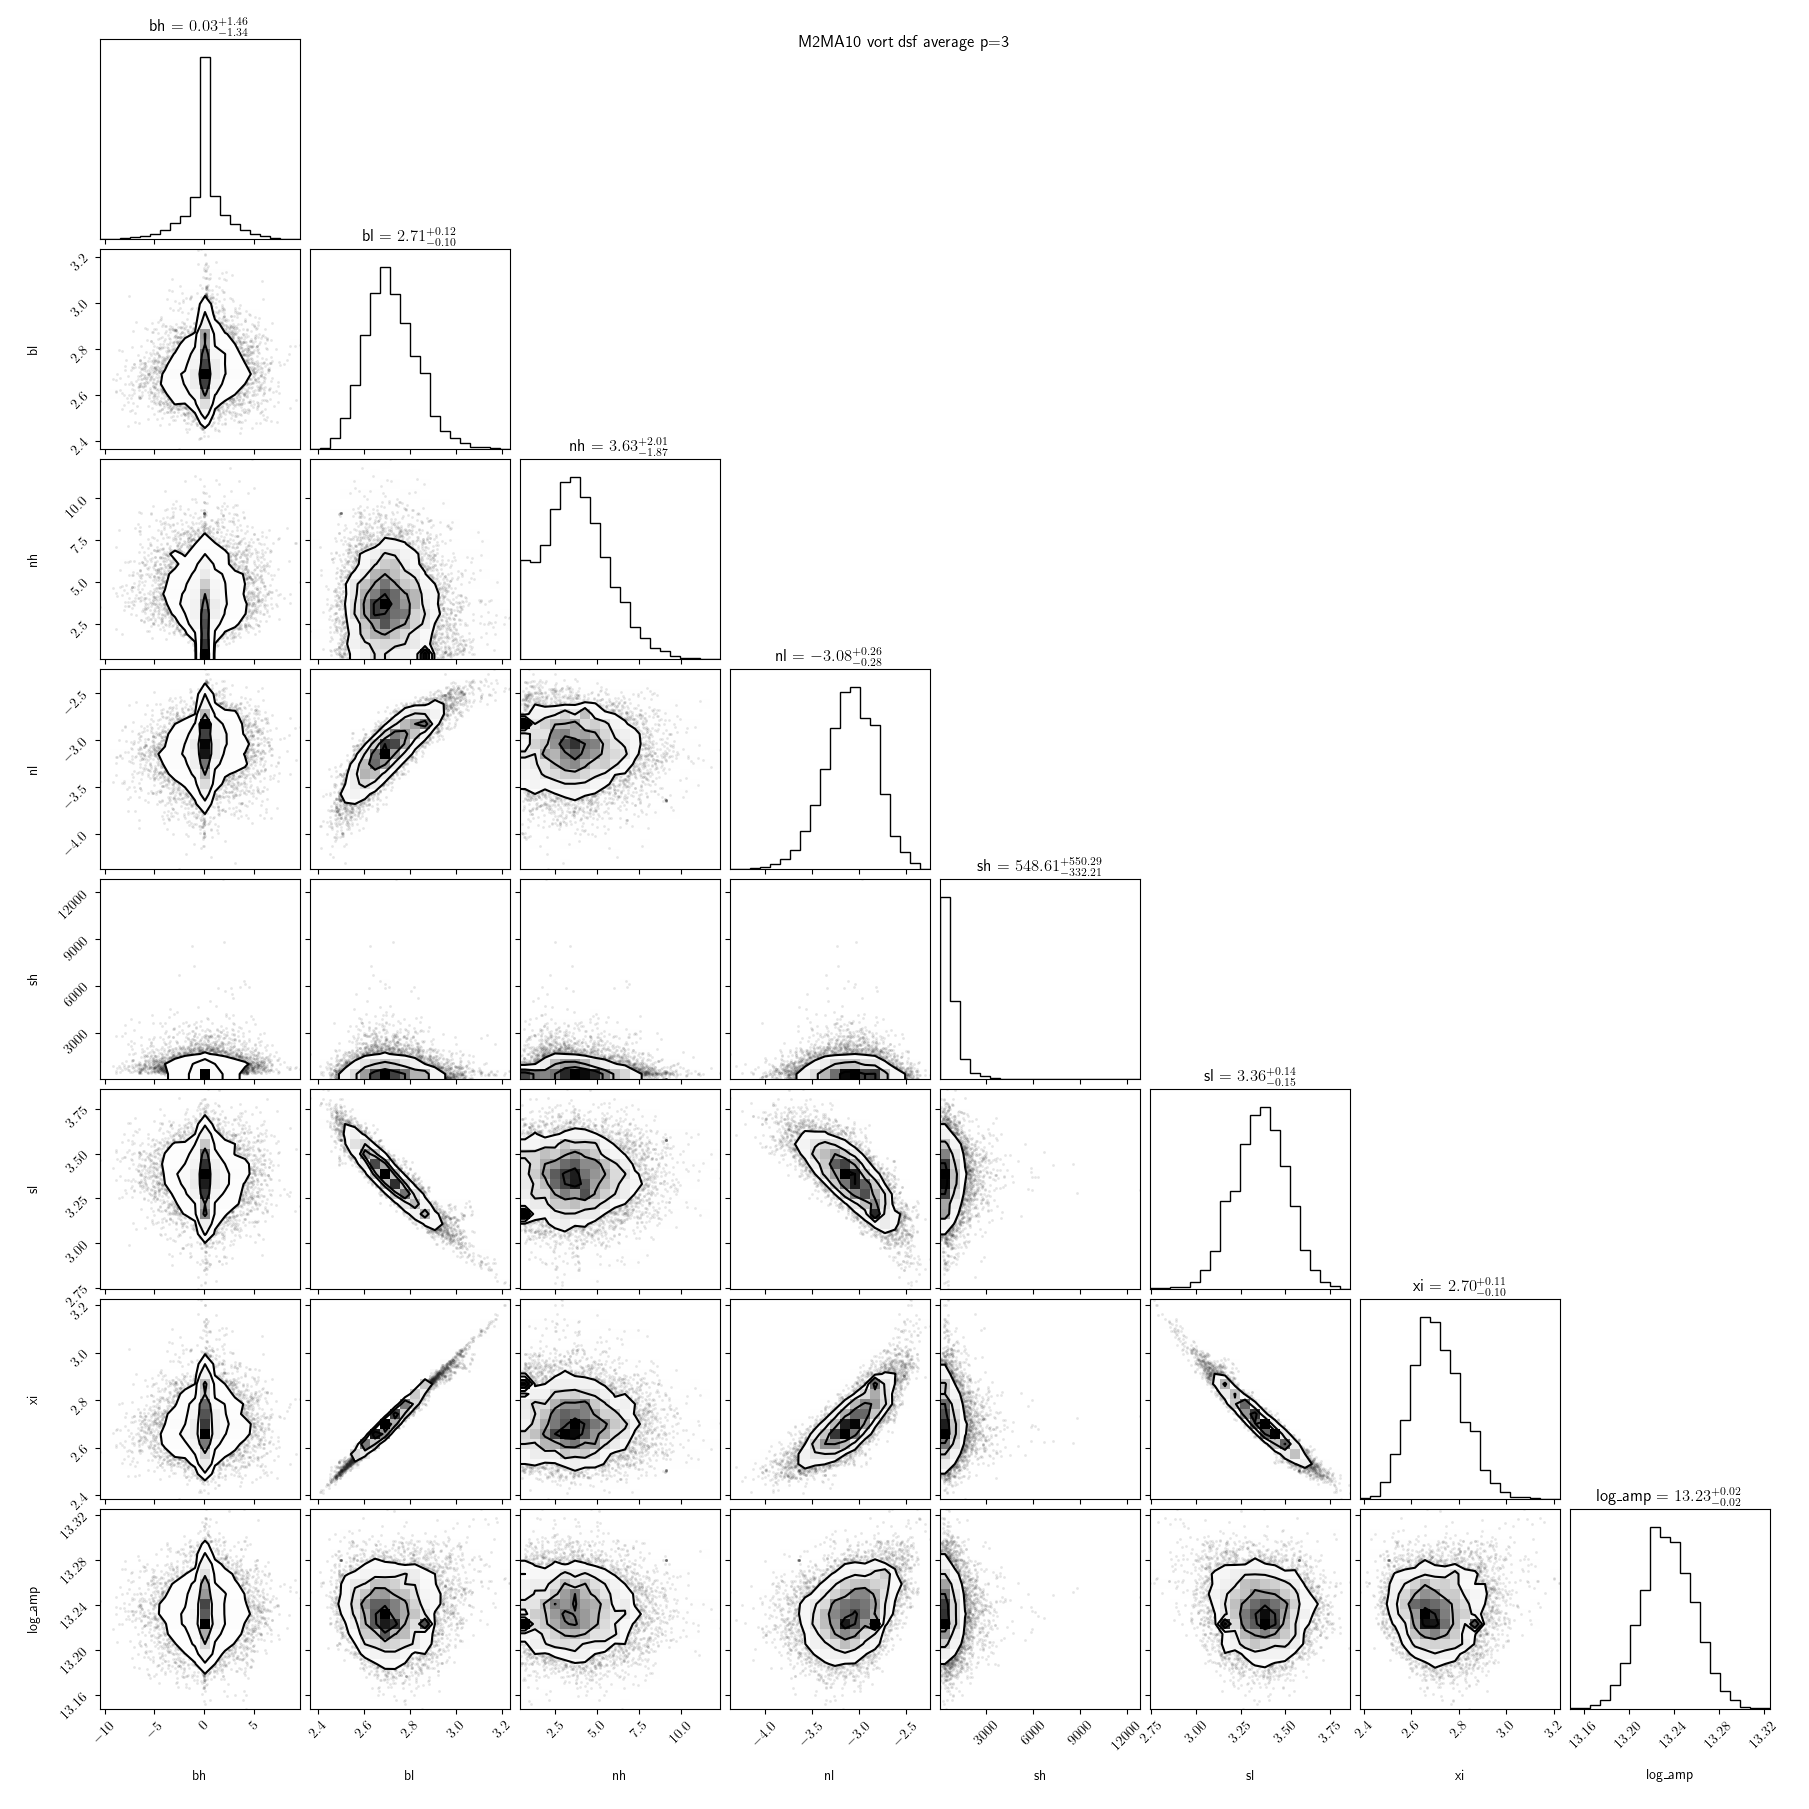 bh = 0.03^{+1.46}_{-1.34}
M2MA10 vort dsf average p=3
bl = 2.71^{+0.12}_{-0.10}
3.2
3.0
2.8
2.6
2.4
bl
nh = 3.63^{+2.01}_{-1.87}
10.0
7.5
5.0
2.5
nh
nl = −3.08^{+0.26}_{-0.28}
−2.5
−3.0
−3.5
−4.0
nl
sh = 548.61^{+550.29}_{-332.21}
12000
9000
6000
3000
sh
sl = 3.36^{+0.14}_{-0.15}
3.75
3.50
3.25
3.00
2.75
sl
xi = 2.70^{+0.11}_{-0.10}
3.2
3.0
2.8
2.6
2.4
xi
log_amp = 13.23^{+0.02}_{-0.02}
13.32
13.28
13.24
13.20
13.16
log_amp
−10 −5 0 5 2.4 2.6 2.8 3.0 3.2 2.5 5.0 7.5 10.0 −4.0 −3.5 −3.0 −2.5 3000 6000 9000 12000 2.75 3.00 3.25 3.50 3.75 2.4 2.6 2.8 3.0 3.2 13.16 13.20 13.24 13.28 13.32
bh bl nh nl sh sl xi log_amp